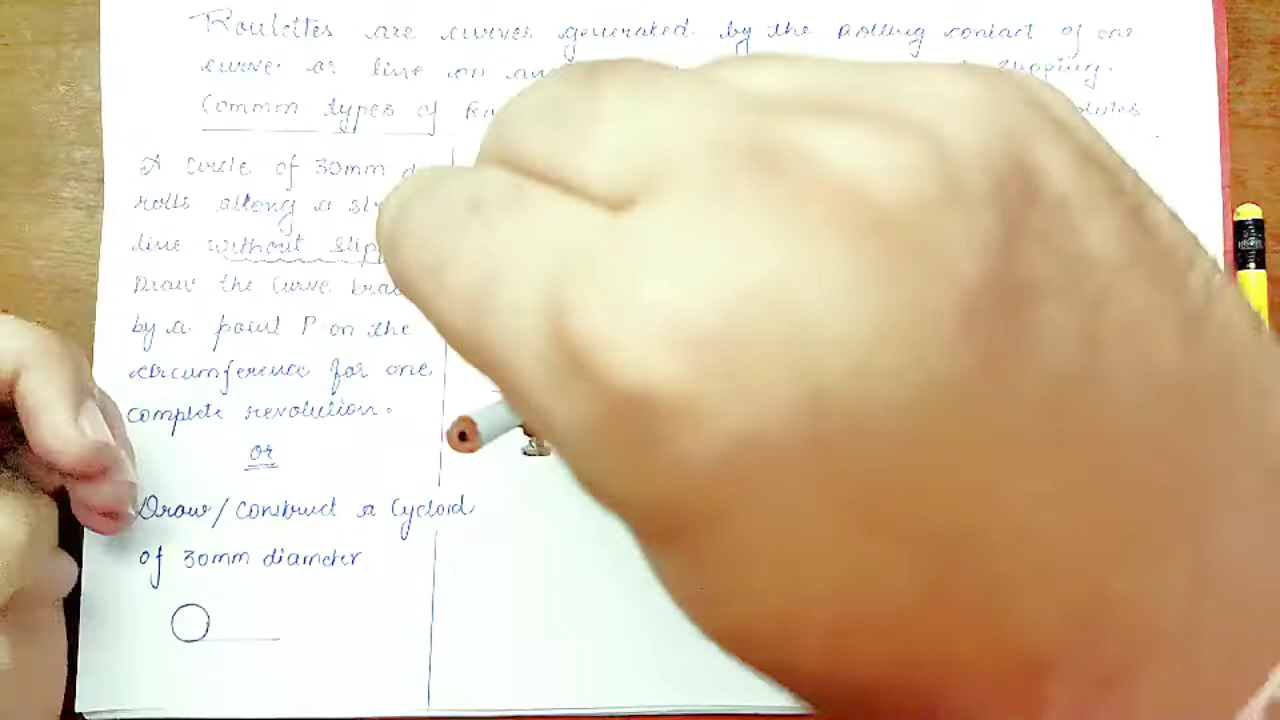 Roulettes are curves generated by the rolling contact of one
curve or line on
Common types of
A circle of 30mm
rolls allong a
line without
Draw the curve
by a point P on the
circumference for one
complete revolution.
or
Draw/construct a Cycloid
of 30mm diameter